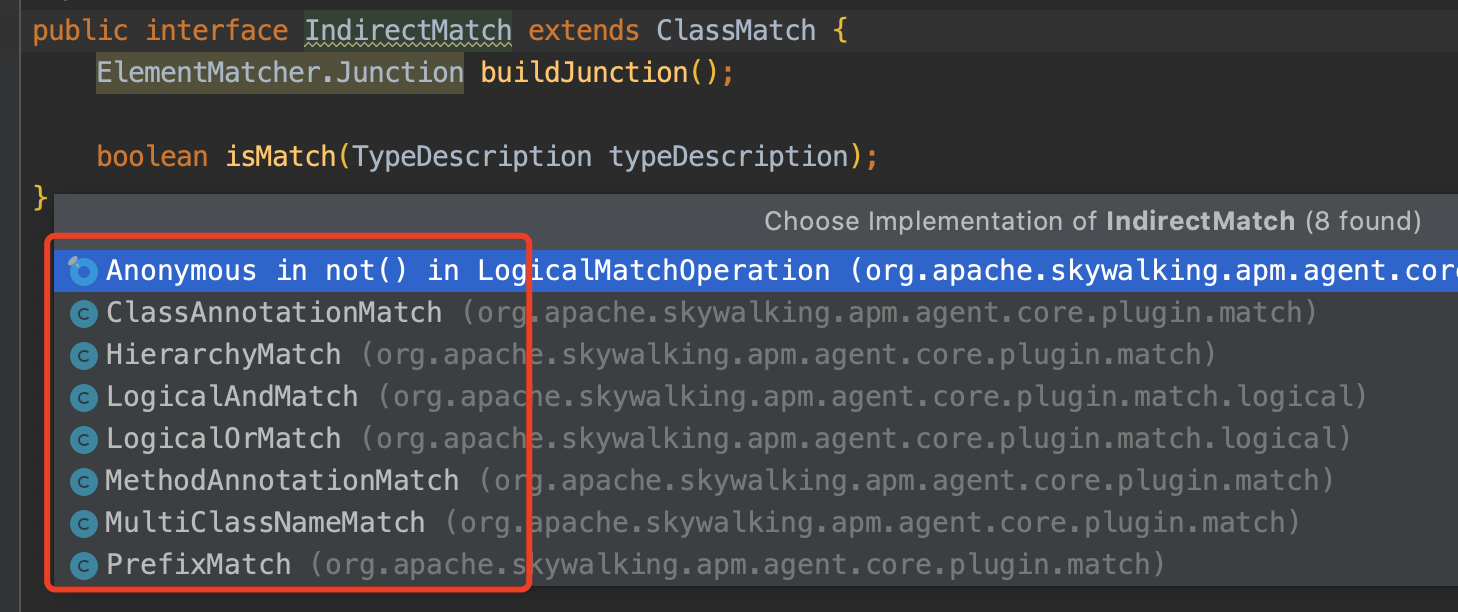 public interface IndirectMatch extends ClassMatch {
ElementMatcher.Junction buildJunction();
boolean isMatch(TypeDescription typeDescription);
}
Choose Implementation of IndirectMatch (8 found)
Anonymous in not() in LogicalMatchOperation (org.apache.skywalking.apm.agent.core
ClassAnnotationMatch (org.apache.skywalking.apm.agent.core.plugin.match)
HierarchyMatch (org.apache.skywalking.apm.agent.core.plugin.match)
LogicalAndMatch (org.apache.skywalking.apm.agent.core.plugin.match.logical)
LogicalOrMatch (org.apache.skywalking.apm.agent.core.plugin.match.logical)
MethodAnnotationMatch (org.apache.skywalking.apm.agent.core.plugin.match)
MultiClassNameMatch (org.apache.skywalking.apm.agent.core.plugin.match)
PrefixMatch (org.apache.skywalking.apm.agent.core.plugin.match)